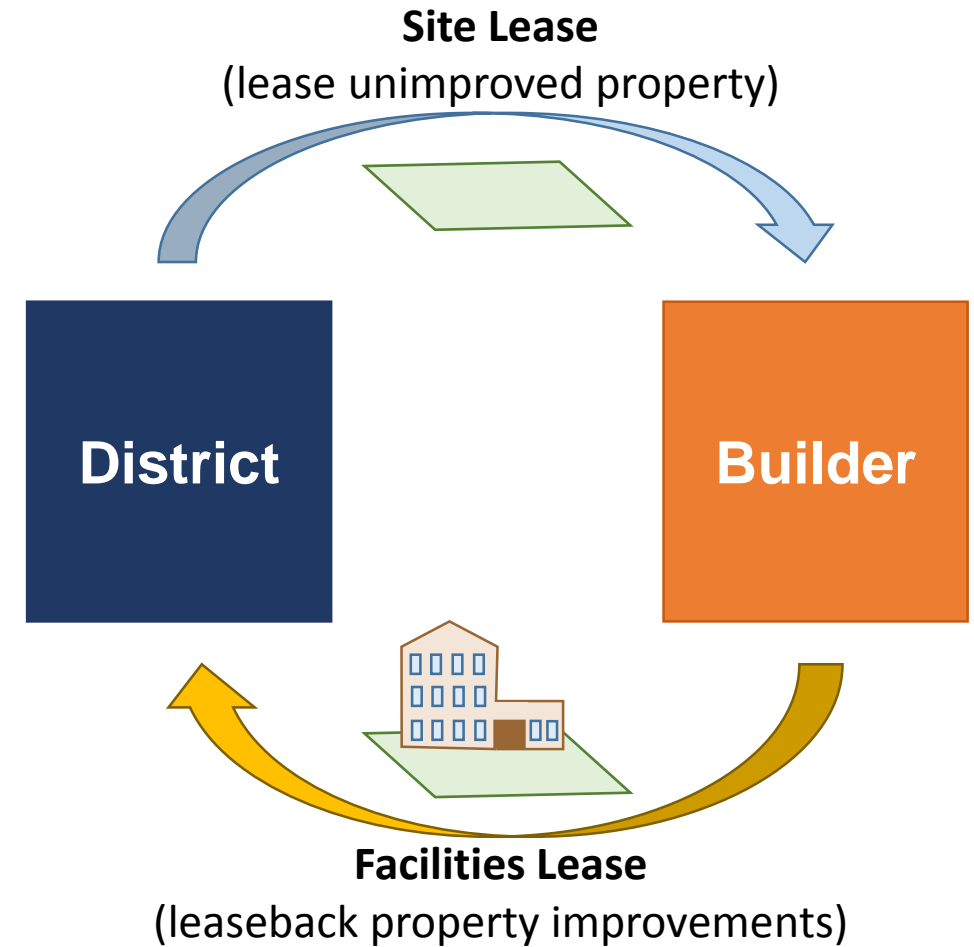 Site Lease
(lease unimproved property)
District
Builder
Facilities Lease
(leaseback property improvements)